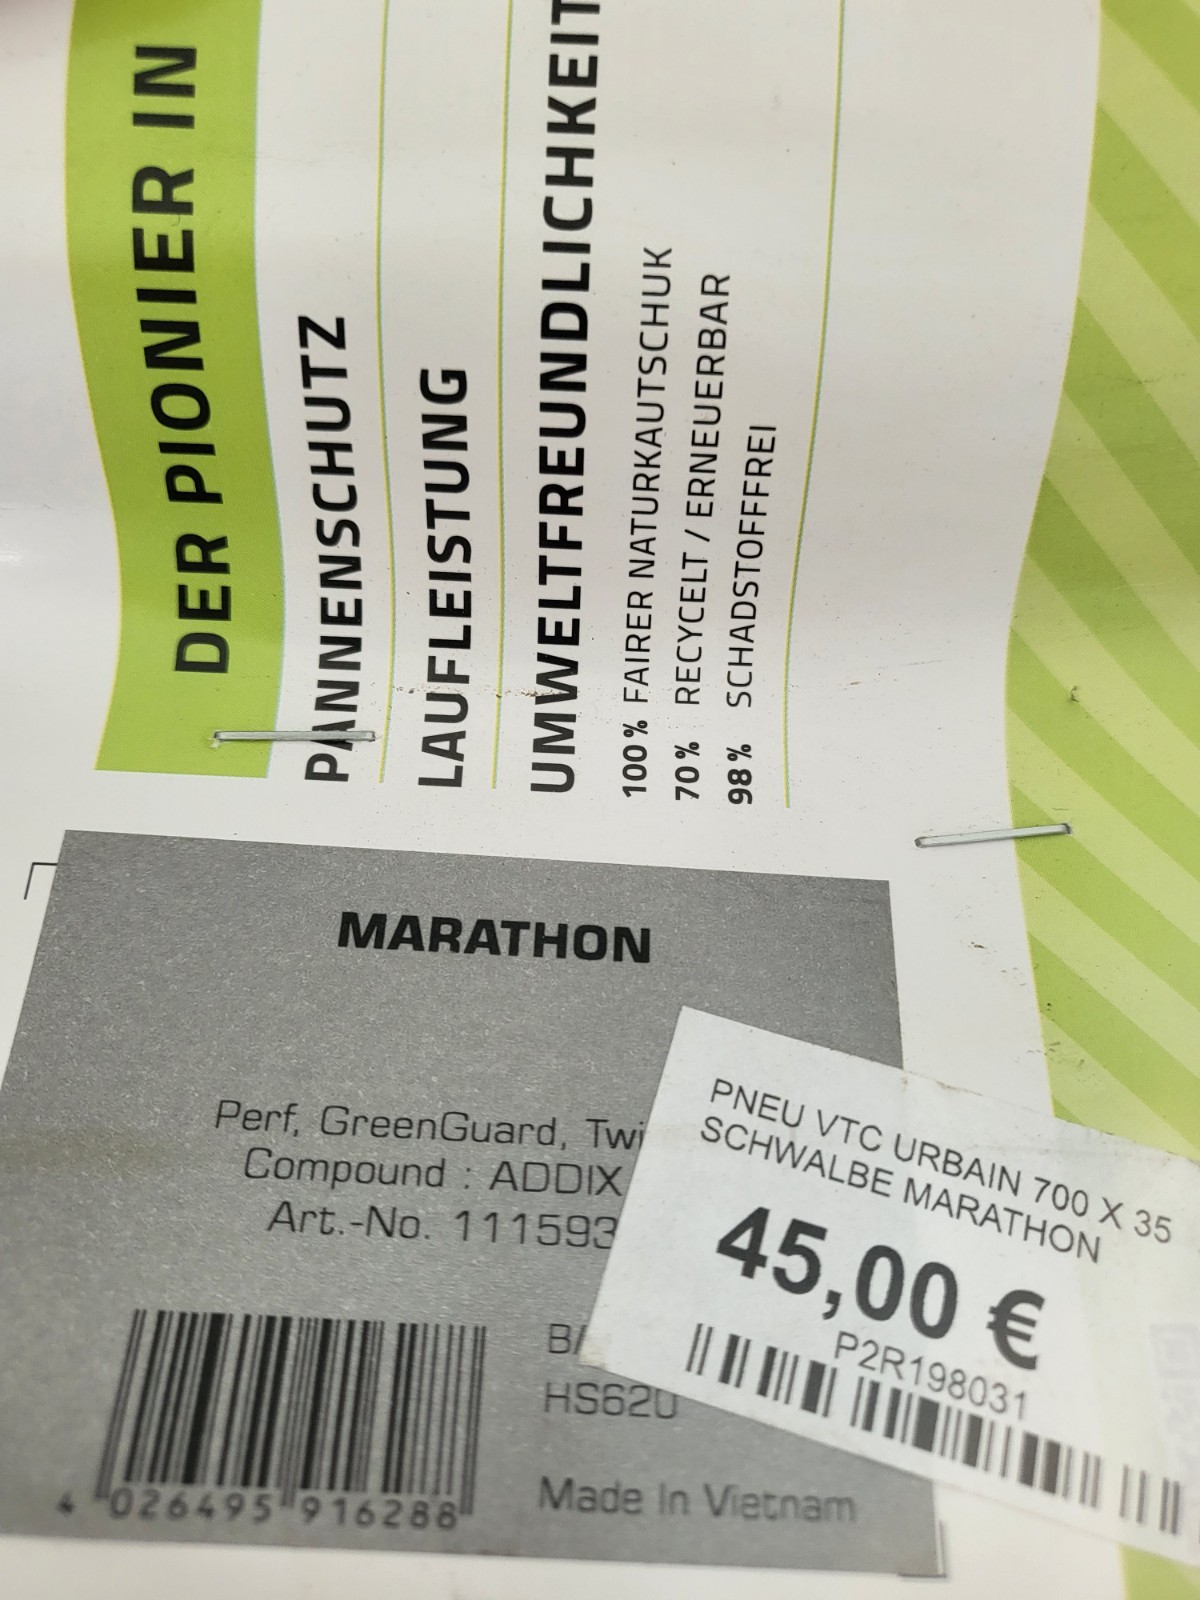 DER PIONIER IN
PANNENSCHUTZ
LAUFLEISTUNG
UMWELTFREUNDLICHKEIT
100% FAIRER NATURKAUTSCHUK
70% RECYCELT / ERNEUERBAR
98% SCHADSTOFFFREI
MARATHON
Perf, GreenGuard, Twi
Compound : ADDIX
Art.-No. 111593
HS620
Made In Vietnam
4 026495 916288
PNEU VTC URBAIN 700 X 35
SCHWALBE MARATHON
45,00 €
P2R198031